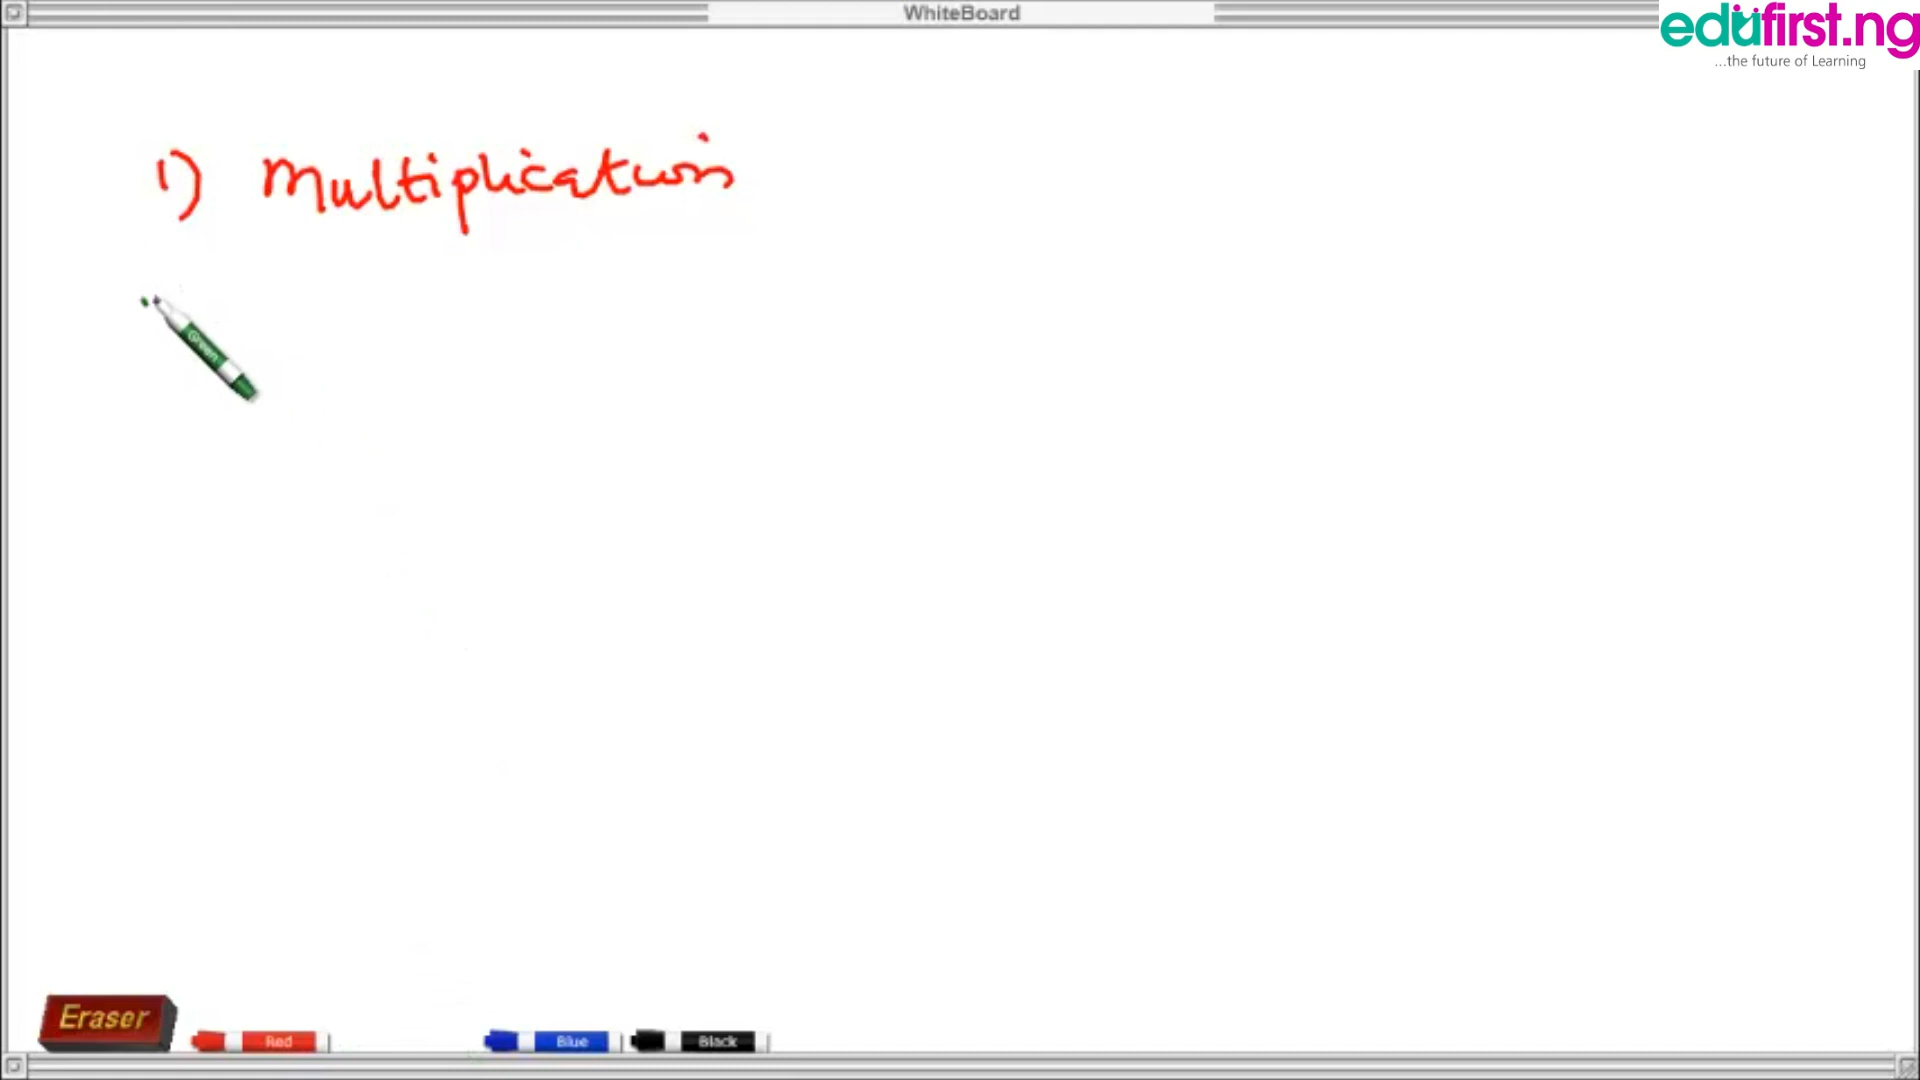 WhiteBoard
edufirst.ng
...the future of Learning
1) Multiplication
Green
Eraser
Red
Blue
Black